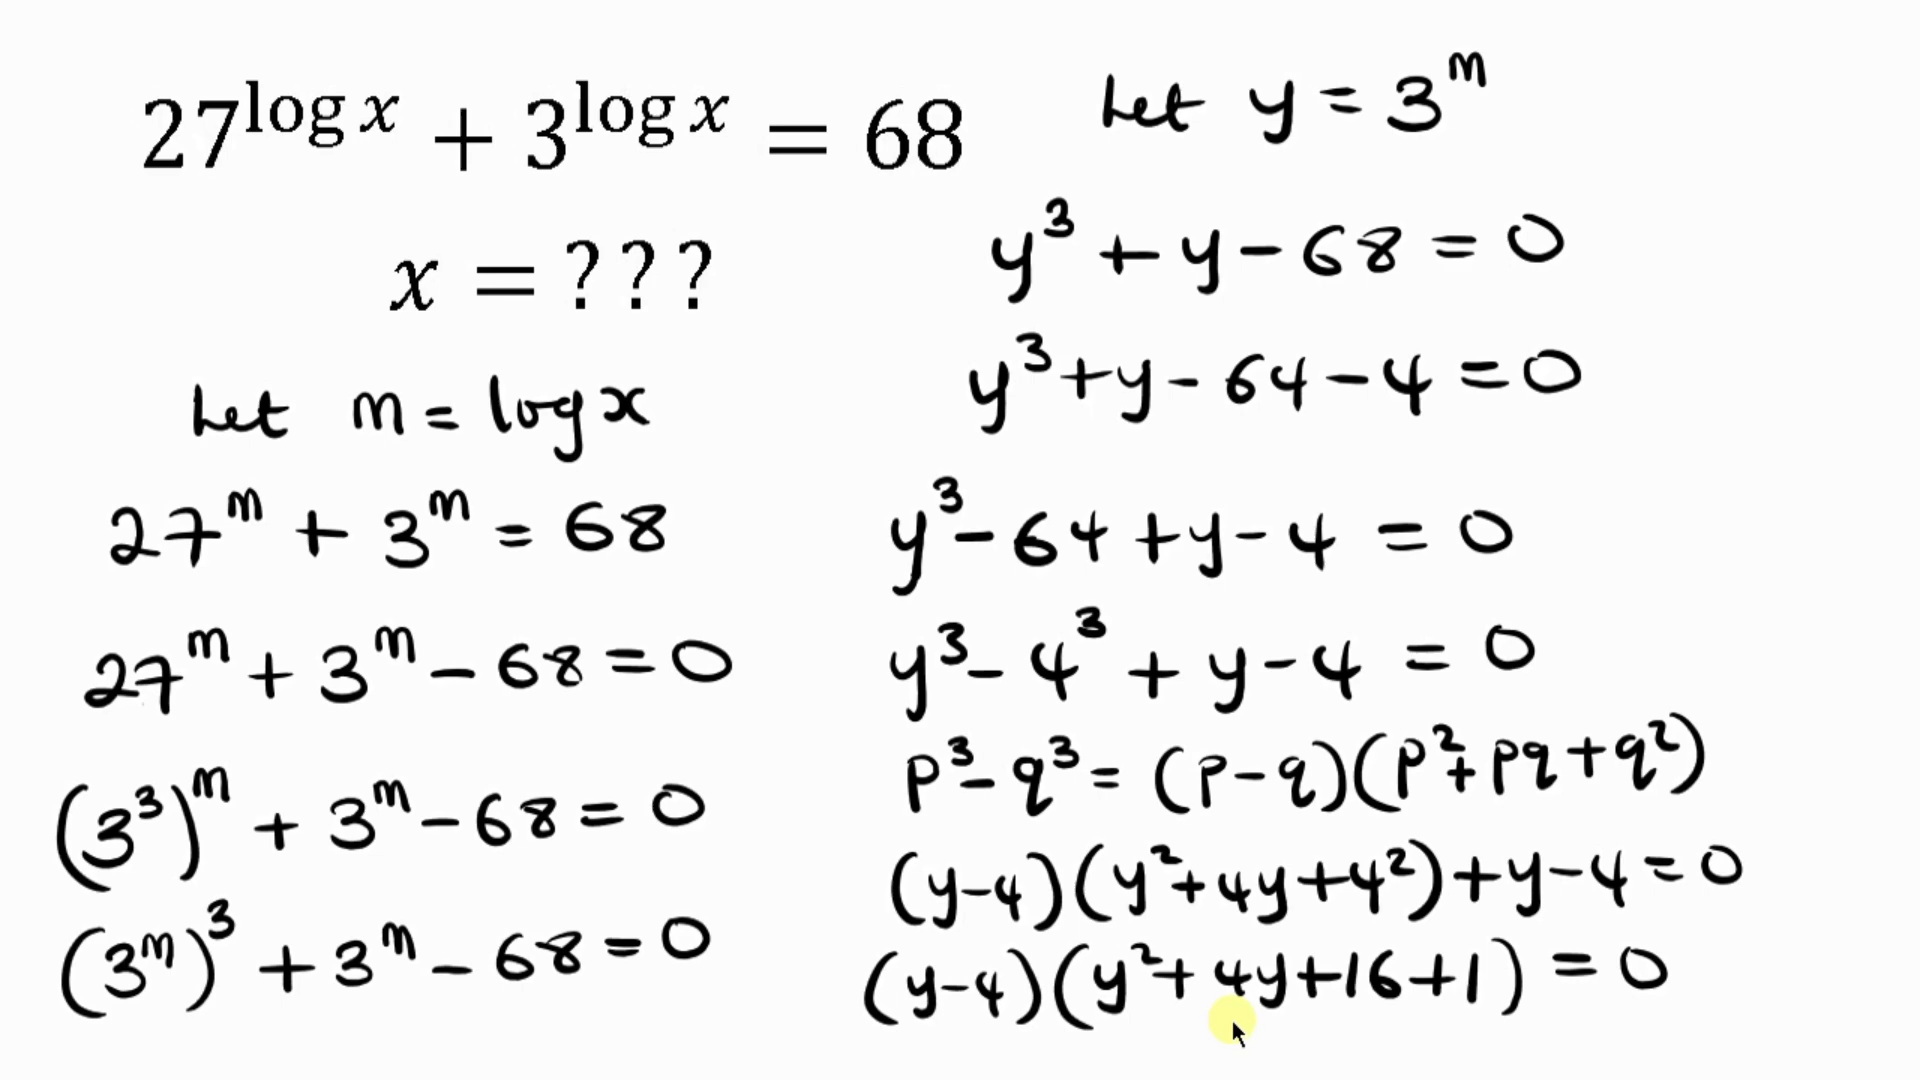 27^{log x} + 3^{log x} = 68
x = ? ? ?
Let m = log x
27^m + 3^m = 68
27^m + 3^m - 68 = 0
(3^3)^m + 3^m - 68 = 0
(3^m)^3 + 3^m - 68 = 0
Let y = 3^m
y^3 + y - 68 = 0
y^3 + y - 64 - 4 = 0
y^3 - 64 + y - 4 = 0
y^3 - 4^3 + y - 4 = 0
p^3 - q^3 = (p - q)(p^2 + pq + q^2)
(y - 4)(y^2 + 4y + 4^2) + y - 4 = 0
(y - 4)(y^2 + 4y + 16 + 1) = 0